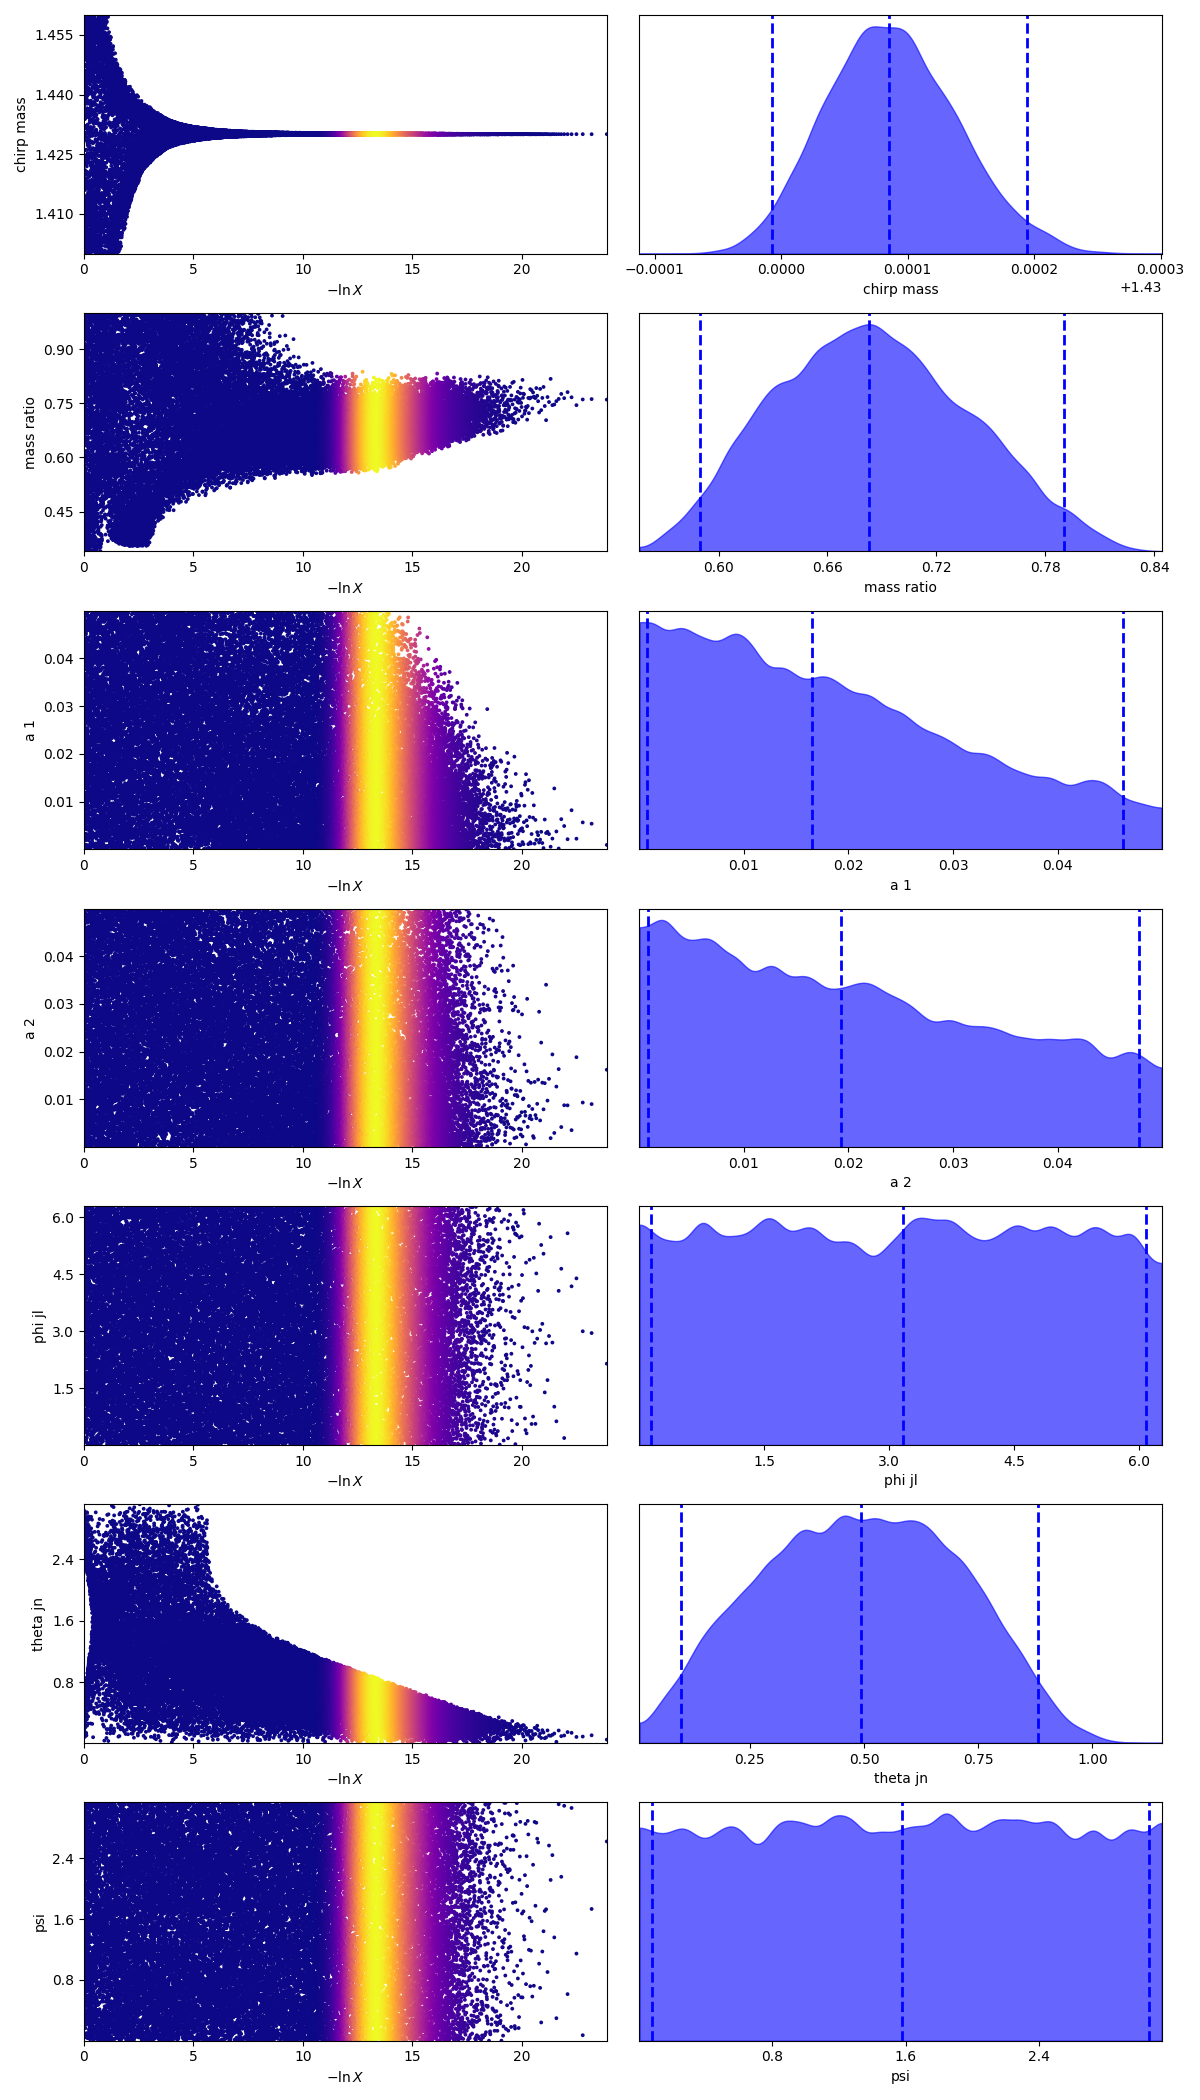 1.455
1.440
1.425
1.410
chirp mass
0 5 10 15 20
−ln X
−0.0001 0.0000 0.0001 0.0002 0.0003
+1.43
chirp mass
0.90
0.75
0.60
0.45
mass ratio
0 5 10 15 20
−ln X
0.60 0.66 0.72 0.78 0.84
mass ratio
0.04
0.03
0.02
0.01
a 1
0 5 10 15 20
−ln X
0.01 0.02 0.03 0.04
a 1
0.04
0.03
0.02
0.01
a 2
0 5 10 15 20
−ln X
0.01 0.02 0.03 0.04
a 2
6.0
4.5
3.0
1.5
phi jl
0 5 10 15 20
−ln X
1.5 3.0 4.5 6.0
phi jl
2.4
1.6
0.8
theta jn
0 5 10 15 20
−ln X
0.25 0.50 0.75 1.00
theta jn
2.4
1.6
0.8
psi
0 5 10 15 20
−ln X
0.8 1.6 2.4
psi